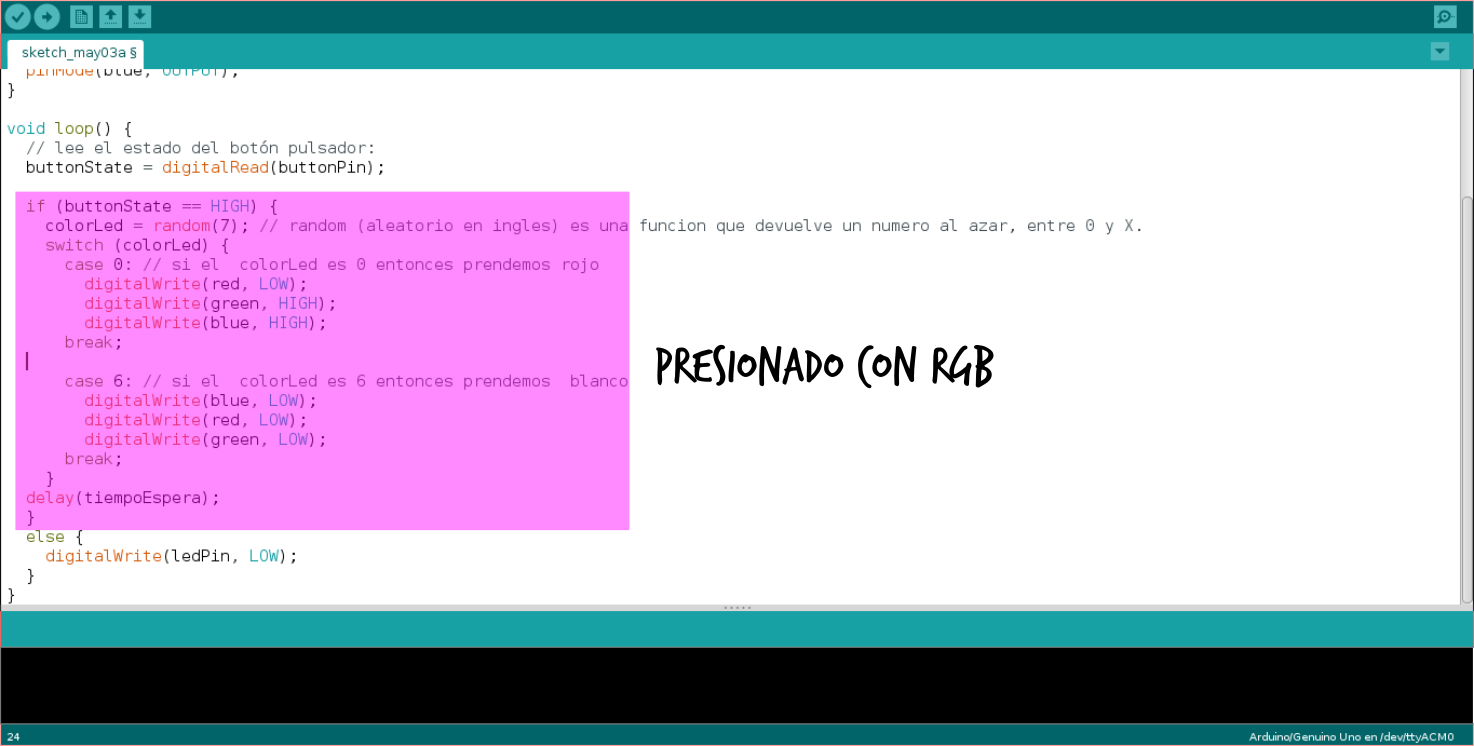 sketch_may03a §
pinMode(blue, OUTPUT);
}
void loop() {
// lee el estado del botón pulsador:
buttonState = digitalRead(buttonPin);
if (buttonState == HIGH) {
colorLed = random(7); // random (aleatorio en ingles) es una funcion que devuelve un numero al azar, entre 0 y X.
switch (colorLed) {
case 0: // si el  colorLed es 0 entonces prendemos rojo
digitalWrite(red, LOW);
digitalWrite(green, HIGH);
digitalWrite(blue, HIGH);
break;
case 6: // si el  colorLed es 6 entonces prendemos  blanco
digitalWrite(blue, LOW);
digitalWrite(red, LOW);
digitalWrite(green, LOW);
break;
}
delay(tiempoEspera);
}
else {
digitalWrite(ledPin, LOW);
}
}
PRESIONADO CON RGB
24
Arduino/Genuino Uno en /dev/ttyACM0